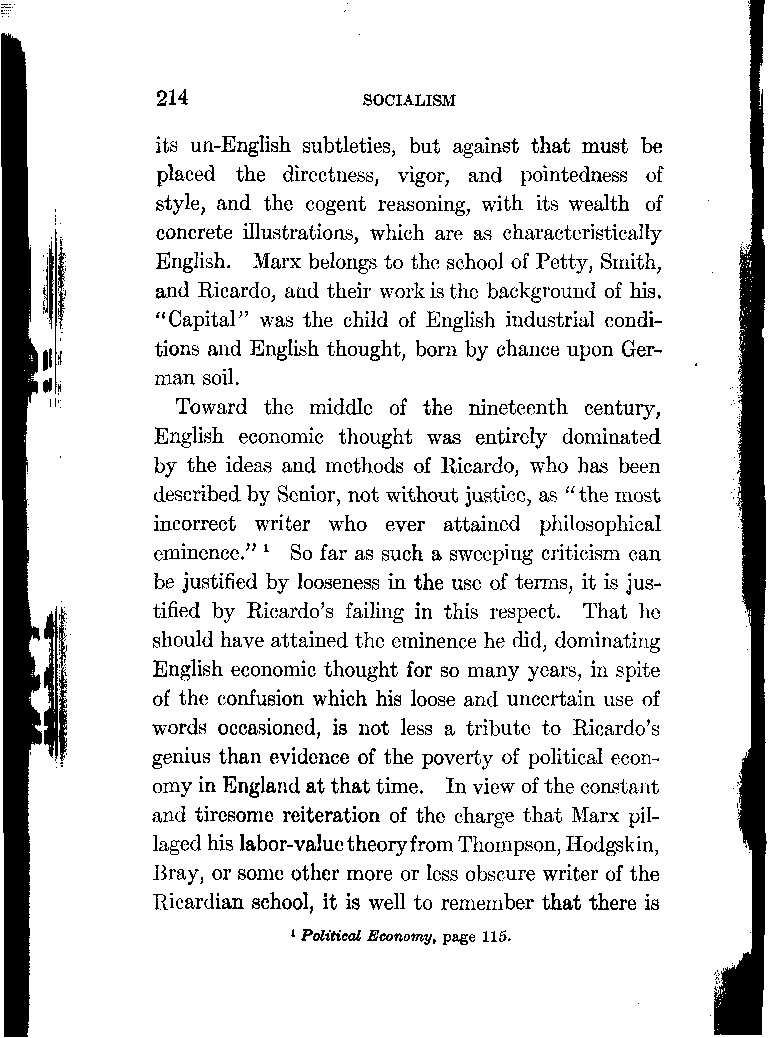 214 SOCIALISM
its un-English subtleties, but against that must be
placed the directness, vigor, and pointedness of
style, and the cogent reasoning, with its wealth of
concrete illustrations, which are as characteristically
English. Marx belongs to the school of Petty, Smith,
and Ricardo, and their work is the background of his.
"Capital" was the child of English industrial condi-
tions and English thought, born by chance upon Ger-
man soil.
Toward the middle of the nineteenth century,
English economic thought was entirely dominated
by the ideas and methods of Ricardo, who has been
described by Senior, not without justice, as "the most
incorrect writer who ever attained philosophical
eminence." ¹ So far as such a sweeping criticism can
be justified by looseness in the use of terms, it is jus-
tified by Ricardo's failing in this respect. That he
should have attained the eminence he did, dominating
English economic thought for so many years, in spite
of the confusion which his loose and uncertain use of
words occasioned, is not less a tribute to Ricardo's
genius than evidence of the poverty of political econ-
omy in England at that time. In view of the constant
and tiresome reiteration of the charge that Marx pil-
laged his labor-value theory from Thompson, Hodgskin,
Bray, or some other more or less obscure writer of the
Ricardian school, it is well to remember that there is
¹ Political Economy, page 115.